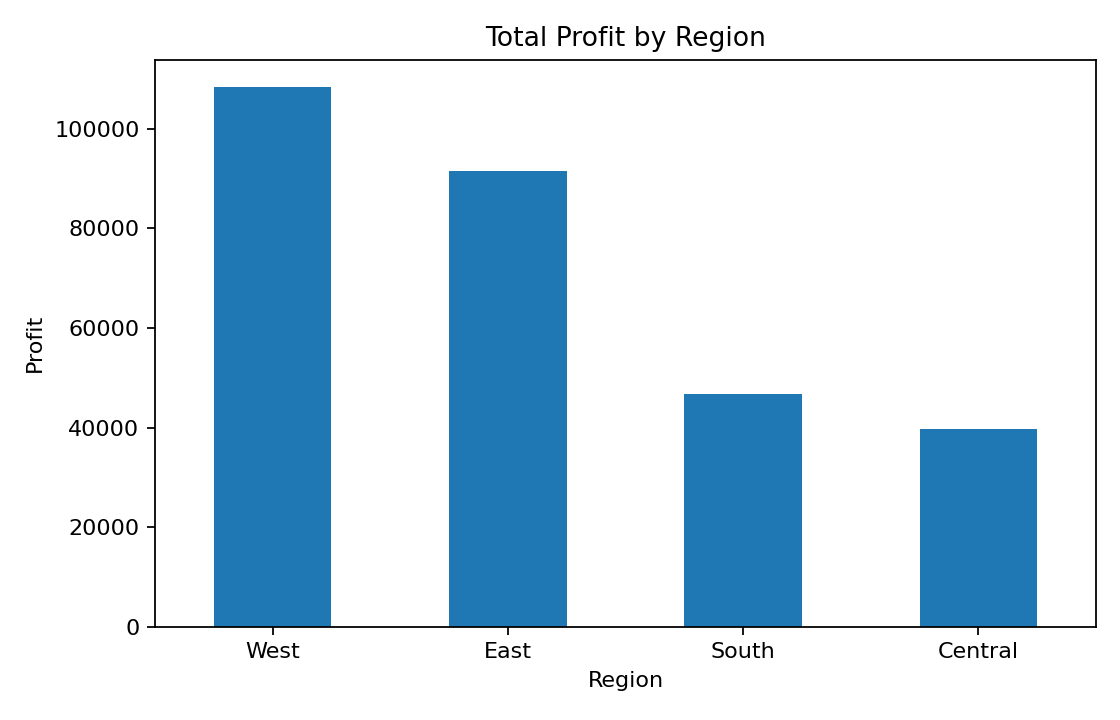 Total Profit by Region
100000
80000
60000
40000
20000
0
Profit
West East South Central
Region